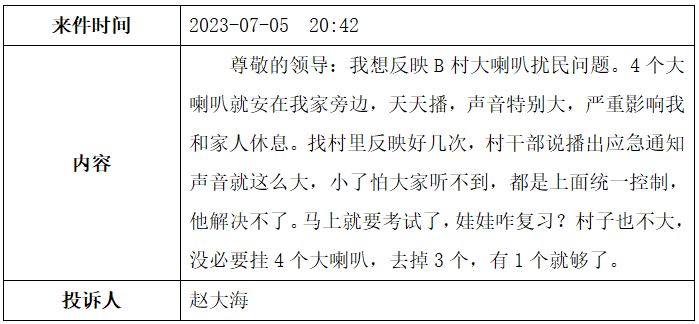 来件时间 2023-07-05 20:42
尊敬的领导：我想反映 B 村大喇叭扰民问题。4 个大
喇叭就安在我家旁边，天天播，声音特别大，严重影响我
和家人休息。找村里反映好几次，村干部说播出应急通知
内容
声音就这么大，小了怕大家听不到，都是上面统一控制，
他解决不了。马上就要考试了，娃娃咋复习？村子也不大，
没必要挂 4 个大喇叭，去掉 3 个，有 1 个就够了。
投诉人 赵大海